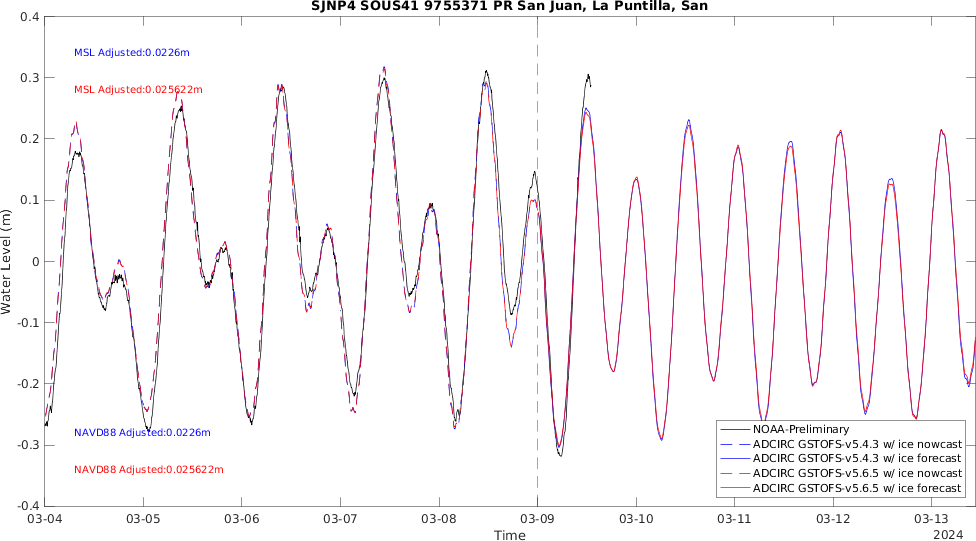 SJNP4 SOUS41 9755371 PR San Juan, La Puntilla, San
0.4
0.3
0.2
0.1
0
-0.1
-0.2
-0.3
-0.4
Water Level (m)
MSL Adjusted:0.0226m
MSL Adjusted:0.025622m
NAVD88 Adjusted:0.0226m
NAVD88 Adjusted:0.025622m
NOAA-Preliminary
ADCIRC GSTOFS-v5.4.3 w/ ice nowcast
ADCIRC GSTOFS-v5.4.3 w/ ice forecast
ADCIRC GSTOFS-v5.6.5 w/ ice nowcast
ADCIRC GSTOFS-v5.6.5 w/ ice forecast
03-04 03-05 03-06 03-07 03-08 03-09 03-10 03-11 03-12 03-13
Time
2024